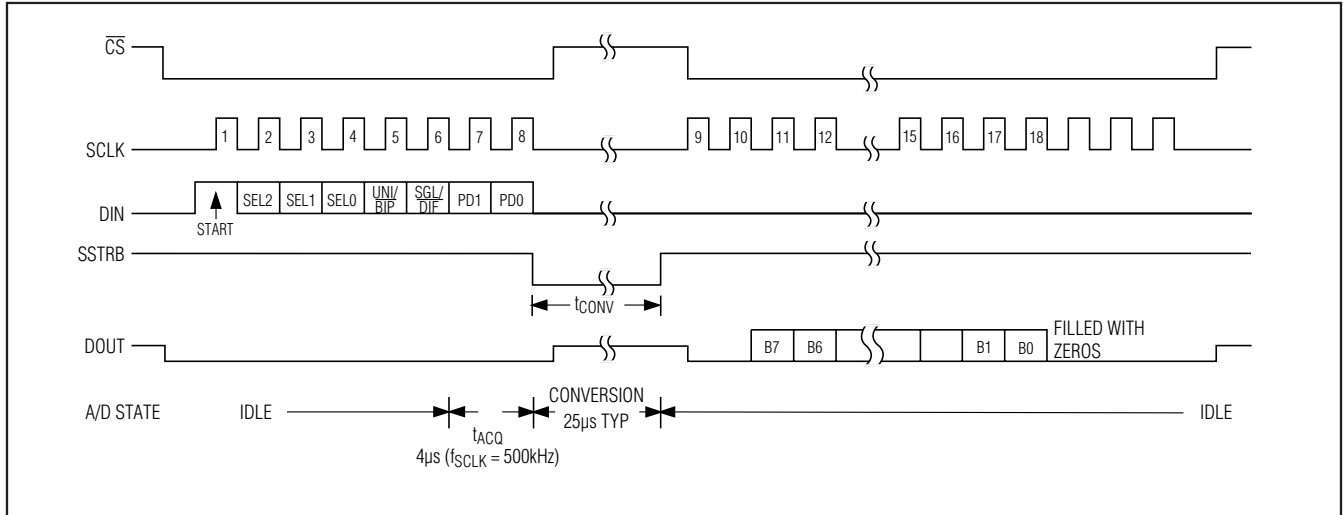 CS
SCLK 1 2 3 4 5 6 7 8 9 10 11 12 15 16 17 18
DIN SEL2 SEL1 SEL0 UNI/ BIP SGL/ DIF PD1 PD0
START
SSTRB
tCONV
DOUT B7 B6 B1 B0 FILLED WITH
ZEROS
A/D STATE IDLE CONVERSION IDLE
25µs TYP
tACQ
4µs (fSCLK = 500kHz)